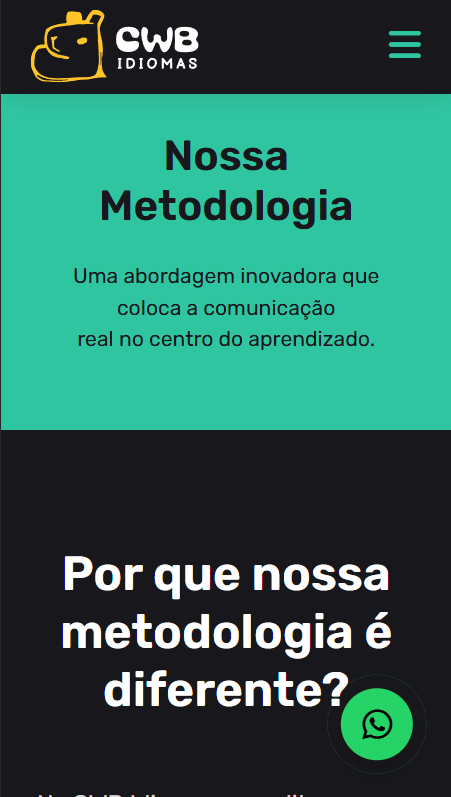 CWB
IDIOMAS
Nossa
Metodologia
Uma abordagem inovadora que
coloca a comunicação
real no centro do aprendizado.
Por que nossa
metodologia é
diferente?